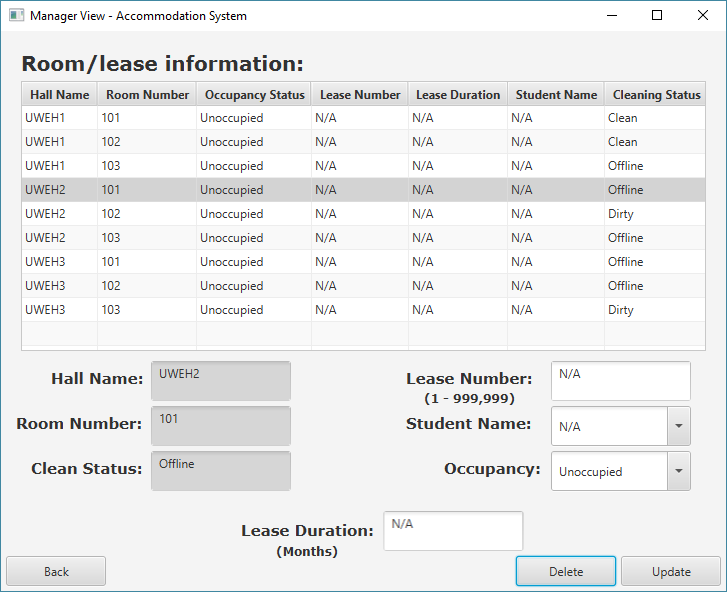 Manager View - Accommodation System
Room/lease information:
Hall Name Room Number Occupancy Status Lease Number Lease Duration Student Name Cleaning Status
UWEH1 101 Unoccupied N/A N/A N/A Clean
UWEH1 102 Unoccupied N/A N/A N/A Clean
UWEH1 103 Unoccupied N/A N/A N/A Offline
UWEH2 101 Unoccupied N/A N/A N/A Offline
UWEH2 102 Unoccupied N/A N/A N/A Dirty
UWEH2 103 Unoccupied N/A N/A N/A Offline
UWEH3 101 Unoccupied N/A N/A N/A Offline
UWEH3 102 Unoccupied N/A N/A N/A Offline
UWEH3 103 Unoccupied N/A N/A N/A Dirty
Hall Name: UWEH2 Lease Number: N/A
(1 - 999,999)
Room Number: 101 Student Name: N/A
Clean Status: Offline Occupancy: Unoccupied
Lease Duration: N/A
(Months)
Back Delete Update